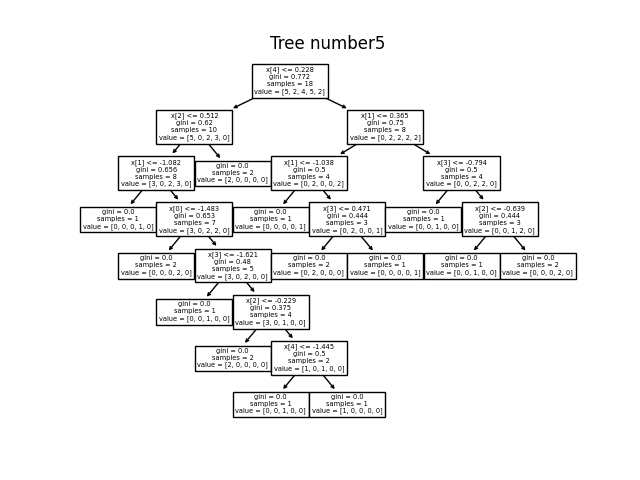 Tree number5
x[4] <= 0.228
gini = 0.772
samples = 18
value = [5, 2, 4, 5, 2]
x[2] <= 0.512
gini = 0.62
samples = 10
value = [5, 0, 2, 3, 0]
x[1] <= 0.365
gini = 0.75
samples = 8
value = [0, 2, 2, 2, 2]
x[1] <= -1.082
gini = 0.656
samples = 8
value = [3, 0, 2, 3, 0]
gini = 0.0
samples = 2
value = [2, 0, 0, 0, 0]
x[1] <= -1.038
gini = 0.5
samples = 4
value = [0, 2, 0, 0, 2]
x[3] <= -0.794
gini = 0.5
samples = 4
value = [0, 0, 2, 2, 0]
gini = 0.0
samples = 1
value = [0, 0, 0, 1, 0]
x[0] <= -1.483
gini = 0.653
samples = 7
value = [3, 0, 2, 2, 0]
gini = 0.0
samples = 1
value = [0, 0, 0, 0, 1]
x[3] <= 0.471
gini = 0.444
samples = 3
value = [0, 2, 0, 0, 1]
gini = 0.0
samples = 1
value = [0, 0, 1, 0, 0]
x[2] <= -0.639
gini = 0.444
samples = 3
value = [0, 0, 1, 2, 0]
gini = 0.0
samples = 2
value = [0, 0, 0, 2, 0]
x[3] <= -1.621
gini = 0.48
samples = 5
value = [3, 0, 2, 0, 0]
gini = 0.0
samples = 2
value = [0, 2, 0, 0, 0]
gini = 0.0
samples = 1
value = [0, 0, 0, 0, 1]
gini = 0.0
samples = 1
value = [0, 0, 1, 0, 0]
gini = 0.0
samples = 2
value = [0, 0, 0, 2, 0]
gini = 0.0
samples = 1
value = [0, 0, 1, 0, 0]
x[2] <= -0.229
gini = 0.375
samples = 4
value = [3, 0, 1, 0, 0]
gini = 0.0
samples = 2
value = [2, 0, 0, 0, 0]
x[4] <= -1.445
gini = 0.5
samples = 2
value = [1, 0, 1, 0, 0]
gini = 0.0
samples = 1
value = [0, 0, 1, 0, 0]
gini = 0.0
samples = 1
value = [1, 0, 0, 0, 0]